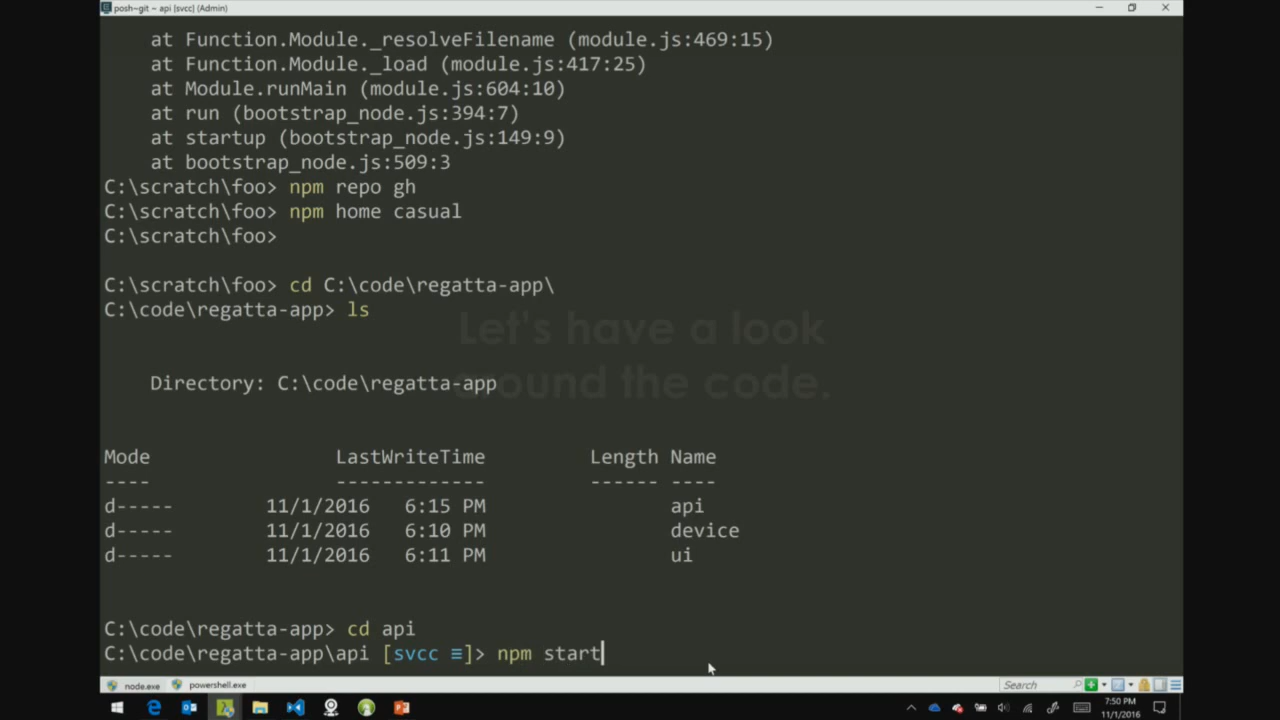 posh~git ~ api [svcc] (Admin)
at Function.Module._resolveFilename (module.js:469:15)
at Function.Module._load (module.js:417:25)
at Module.runMain (module.js:604:10)
at run (bootstrap_node.js:394:7)
at startup (bootstrap_node.js:149:9)
at bootstrap_node.js:509:3
C:\scratch\foo> npm repo gh
C:\scratch\foo> npm home casual
C:\scratch\foo>
C:\scratch\foo> cd C:\code\regatta-app\
C:\code\regatta-app> ls
Let's have a look
around the code.
Directory: C:\code\regatta-app
Mode LastWriteTime Length Name
---- ------------- ------ ----
d----- 11/1/2016 6:15 PM api
d----- 11/1/2016 6:10 PM device
d----- 11/1/2016 6:11 PM ui
C:\code\regatta-app> cd api
C:\code\regatta-app\api [svcc ≡]> npm start
node.exe powershell.exe Search
7:50 PM
11/1/2016